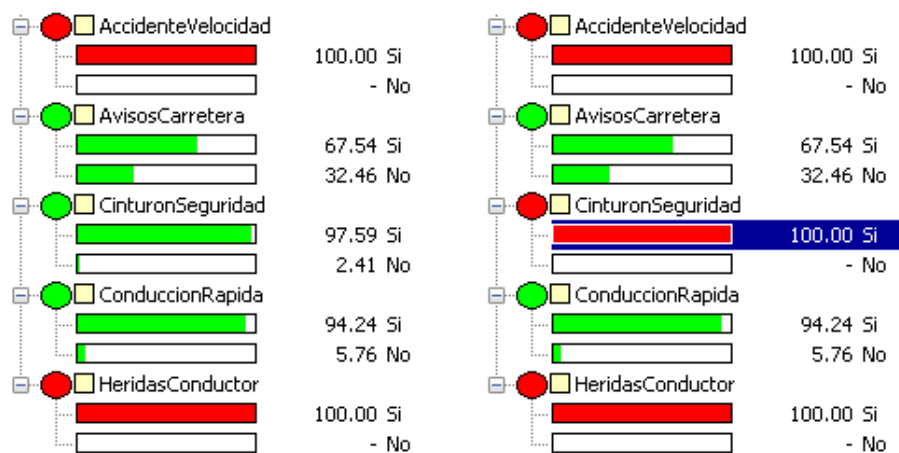 AccidenteVelocidad
100.00 Si
- No
AvisosCarretera
67.54 Si
32.46 No
CinturonSeguridad
97.59 Si
2.41 No
ConduccionRapida
94.24 Si
5.76 No
HeridasConductor
100.00 Si
- No
AccidenteVelocidad
100.00 Si
- No
AvisosCarretera
67.54 Si
32.46 No
CinturonSeguridad
100.00 Si
- No
ConduccionRapida
94.24 Si
5.76 No
HeridasConductor
100.00 Si
- No